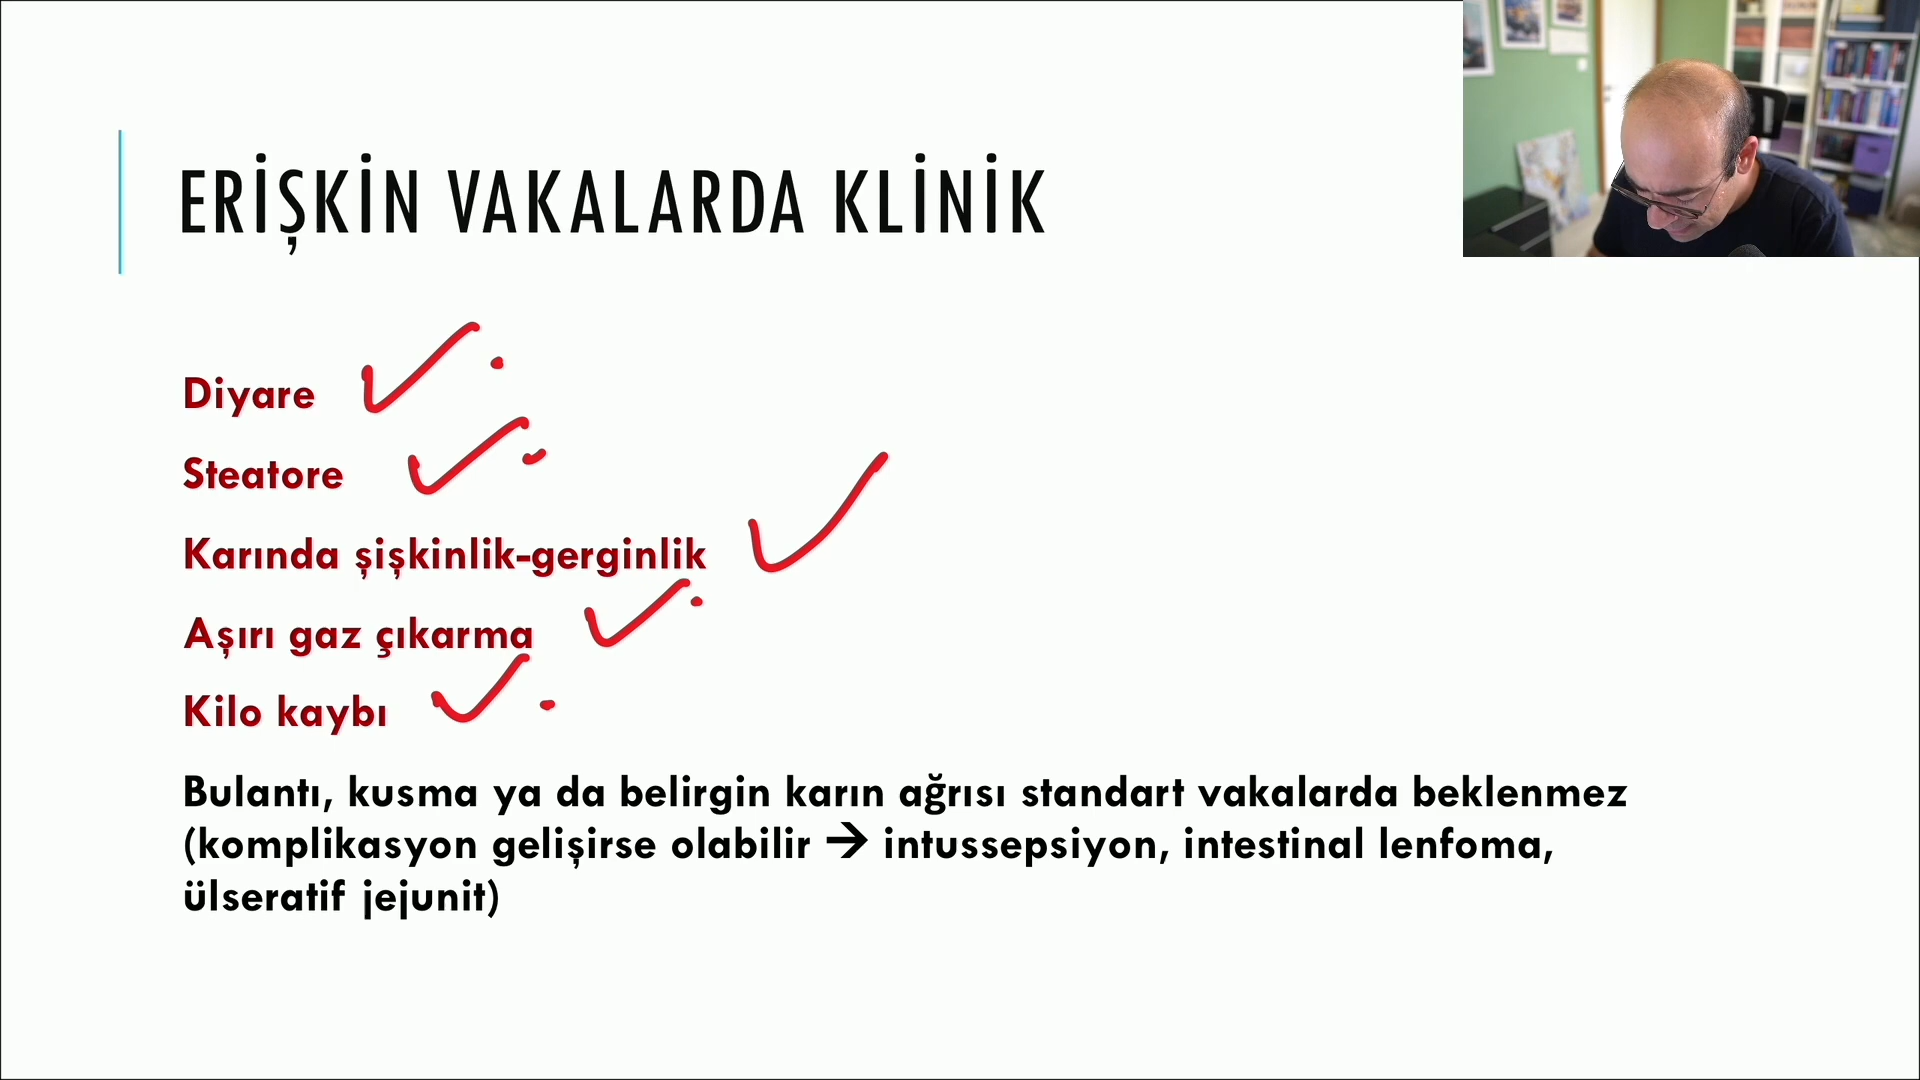 ERİŞKİN VAKALARDA KLİNİK
Diyare
Steatore
Karında şişkinlik-gerginlik
Aşırı gaz çıkarma
Kilo kaybı
Bulantı, kusma ya da belirgin karın ağrısı standart vakalarda beklenmez
(komplikasyon gelişirse olabilir → intussepsiyon, intestinal lenfoma,
ülseratif jejunit)